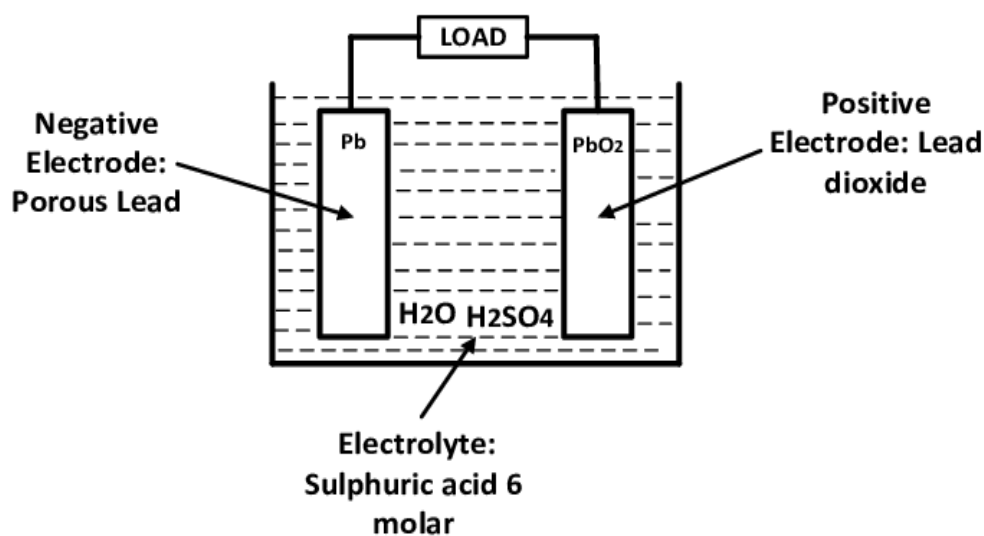 LOAD
Negative
Electrode:
Porous Lead
Pb
PbO2
Positive
Electrode: Lead
dioxide
H2O H2SO4
Electrolyte:
Sulphuric acid 6
molar